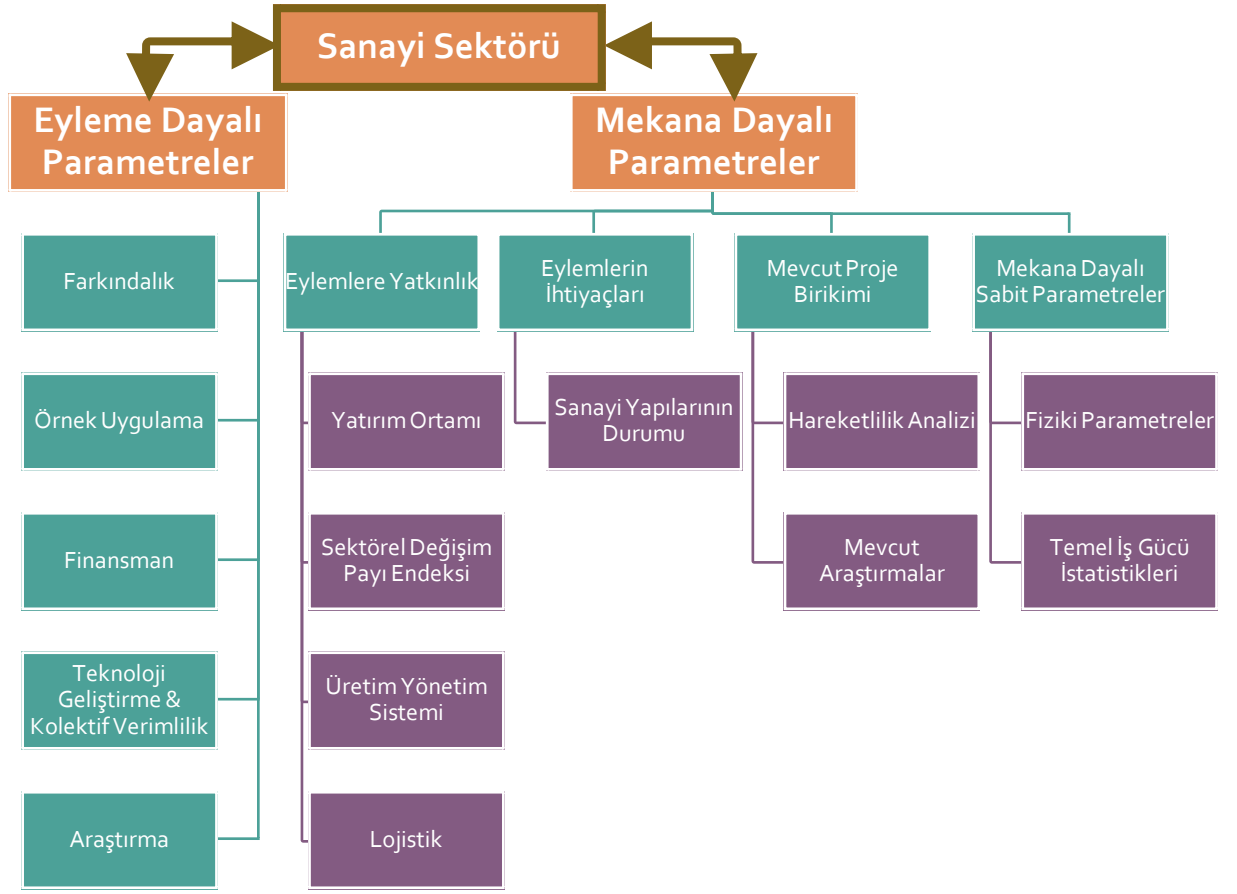 Sanayi Sektörü
Eyleme Dayalı
Parametreler
Mekana Dayalı
Parametreler
Farkındalık
Örnek Uygulama
Finansman
Teknoloji
Geliştirme &
Kolektif Verimlilik
Araştırma
Eylemlere Yatkınlık
Yatırım Ortamı
Sektörel Değişim
Payı Endeksi
Üretim Yönetim
Sistemi
Lojistik
Eylemlerin
İhtiyaçları
Sanayi Yapılarının
Durumu
Mevcut Proje
Birikimi
Hareketlilik Analizi
Mevcut
Araştırmalar
Mekana Dayalı
Sabit Parametreler
Fiziki Parametreler
Temel İş Gücü
İstatistikleri